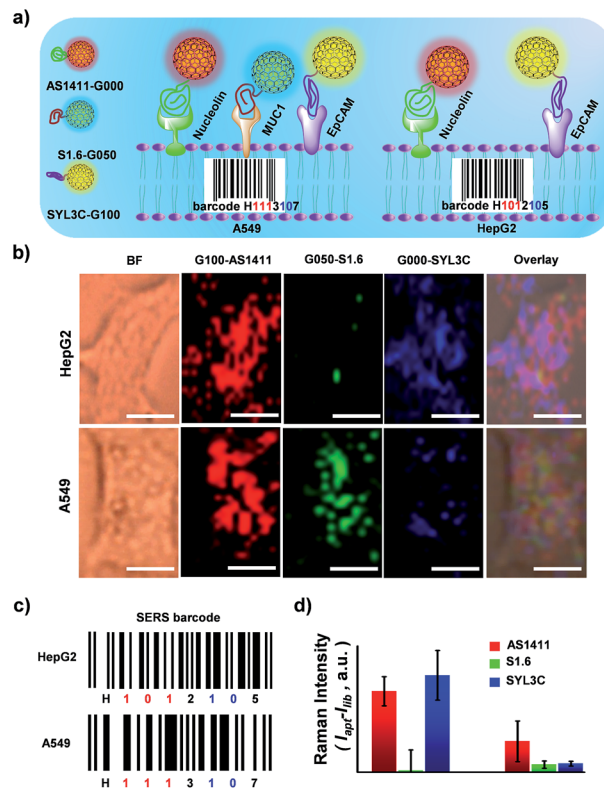 a)
AS1411-G000
S1.6-G050
SYL3C-G100
Nucleolin
MUC1
EpCAM
barcode H1113107
A549
Nucleolin
EpCAM
barcode H1012105
HepG2
b)
BF
G100-AS1411
G050-S1.6
G000-SYL3C
Overlay
HepG2
A549
c)
SERS barcode
HepG2
H 1 0 1 2 1 0 5
A549
H 1 1 1 3 1 0 7
d)
Raman Intensity
( Iapt-Ilib , a.u. )
AS1411
S1.6
SYL3C